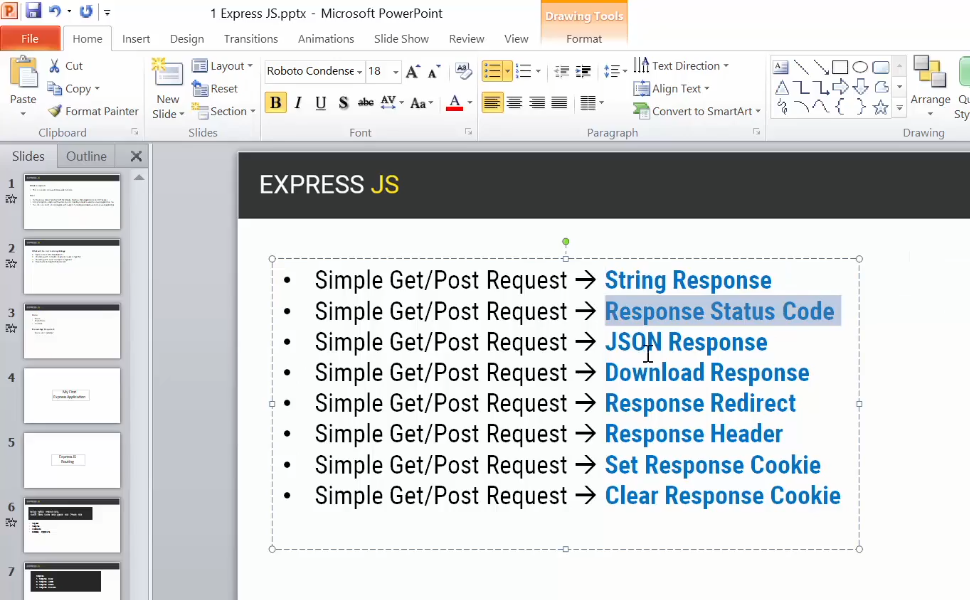 1 Express JS.pptx - Microsoft PowerPoint
Drawing Tools
File Home Insert Design Transitions Animations Slide Show Review View Format
Paste
Cut
Copy
Format Painter
Clipboard
New
Slide
Layout
Reset
Section
Slides
Roboto Condense 18
B I U S abc AV Aa A
Font
Text Direction
Align Text
Convert to SmartArt
Paragraph
Arrange
Drawing
Slides Outline
1
2
3
4
My First
Express Application
5
Express JS
Routing
6
7
EXPRESS JS
• Simple Get/Post Request → String Response
• Simple Get/Post Request → Response Status Code
• Simple Get/Post Request → JSON Response
• Simple Get/Post Request → Download Response
• Simple Get/Post Request → Response Redirect
• Simple Get/Post Request → Response Header
• Simple Get/Post Request → Set Response Cookie
• Simple Get/Post Request → Clear Response Cookie